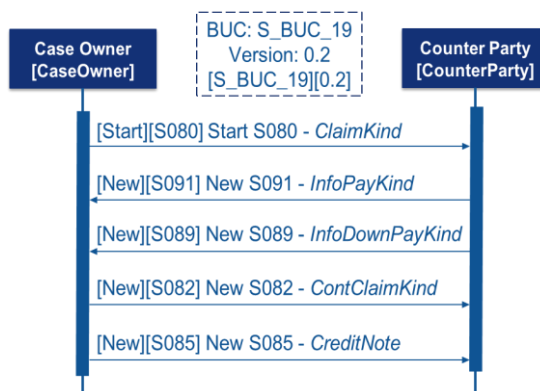 Case Owner
[CaseOwner]
BUC: S_BUC_19
Version: 0.2
[S_BUC_19][0.2]
Counter Party
[CounterParty]
[Start][S080] Start S080 - ClaimKind
[New][S091] New S091 - InfoPayKind
[New][S089] New S089 - InfoDownPayKind
[New][S082] New S082 - ContClaimKind
[New][S085] New S085 - CreditNote